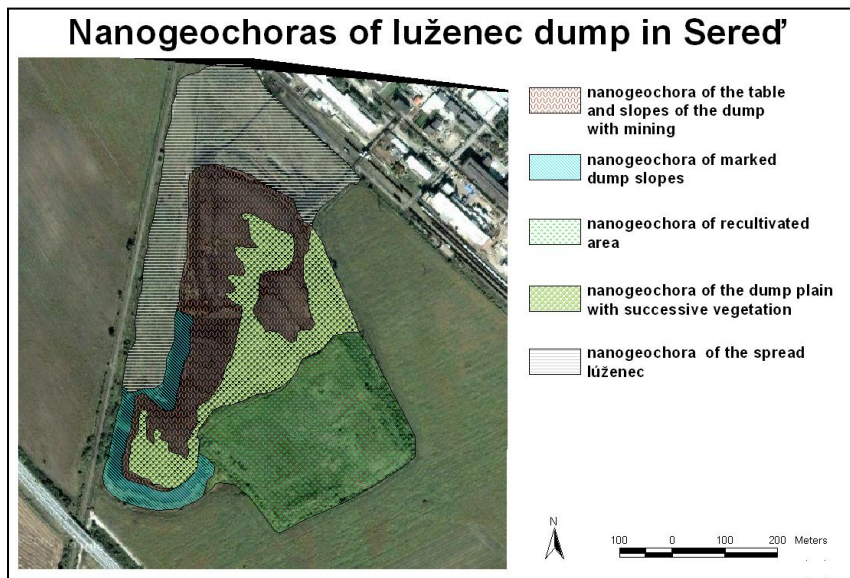 Nanogeochoras of luženec dump in Sereď
nanogeochora of the table
and slopes of the dump
with mining
nanogeochora of marked
dump slopes
nanogeochora of recultivated
area
nanogeochora of the dump plain
with successive vegetation
nanogeochora of the spread
lúženec
N
100 0 100 200 Meters